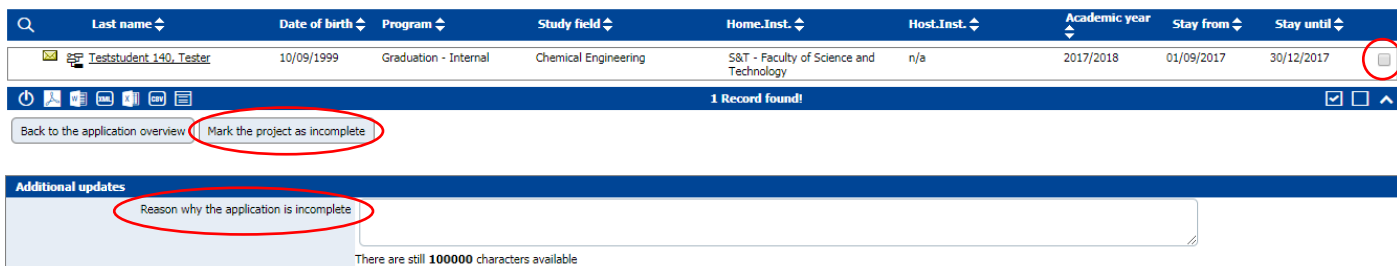 Last name Date of birth Program Study field Home.Inst. Host.Inst. Academic year Stay from Stay until
Teststudent 140, Tester 10/09/1999 Graduation - Internal Chemical Engineering S&T - Faculty of Science and Technology n/a 2017/2018 01/09/2017 30/12/2017
W XML X CSV 1 Record found!
Back to the application overview Mark the project as incomplete
Additional updates
Reason why the application is incomplete
There are still 100000 characters available